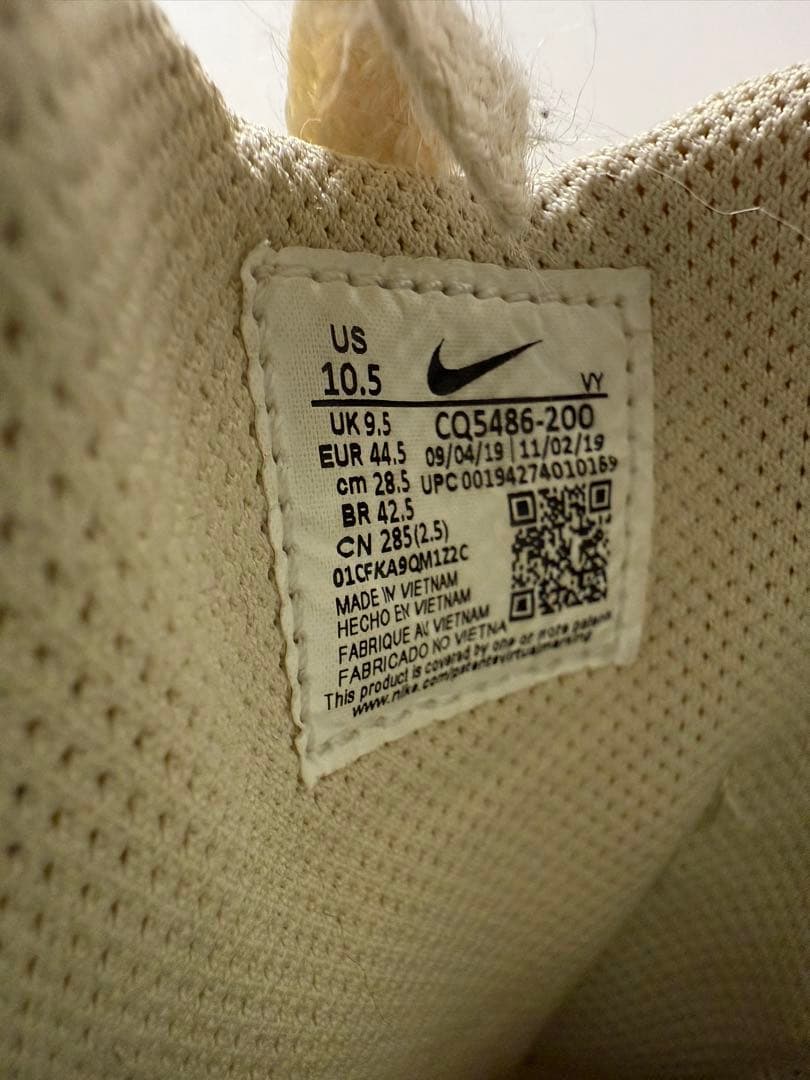 US
10.5
VY
UK 9.5 CQ5486-200
EUR 44.5 09/04/19 | 11/02/19
cm 28.5 UPC 00194274010169
BR 42.5
CN 285(2.5)
01CFKA9QM1Z2C
MADE IN VIETNAM
HECHO EN VIETNAM
FABRIQUE AU VIETNAM
FABRICADO NO VIETNA
This product is covered by one or more patens
www.nike.com/patentsvirtualmarking